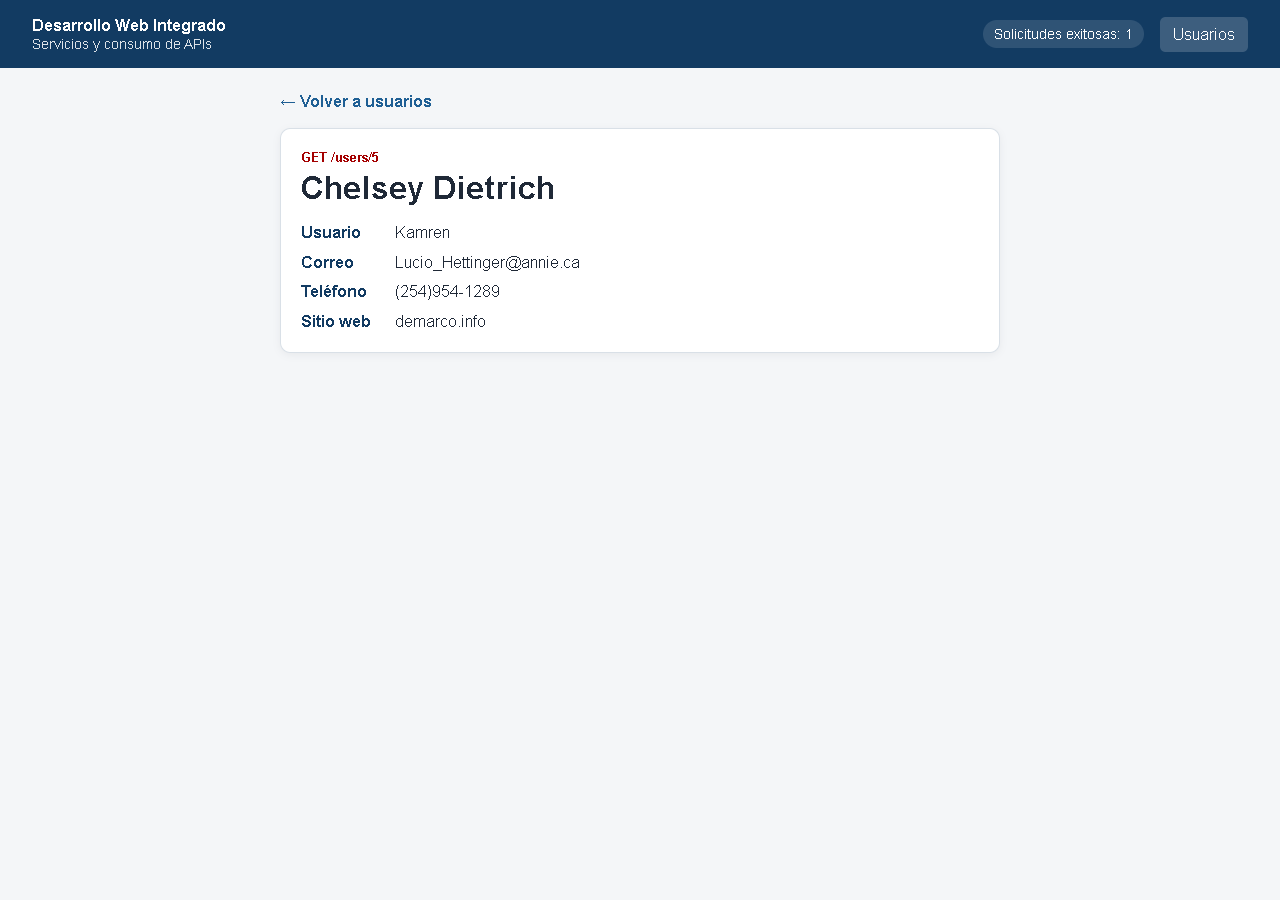 Desarrollo Web Integrado
Servicios y consumo de APIs
Solicitudes exitosas: 1
Usuarios
← Volver a usuarios
GET /users/5
Chelsey Dietrich
Usuario Kamren
Correo Lucio_Hettinger@annie.ca
Teléfono (254)954-1289
Sitio web demarco.info